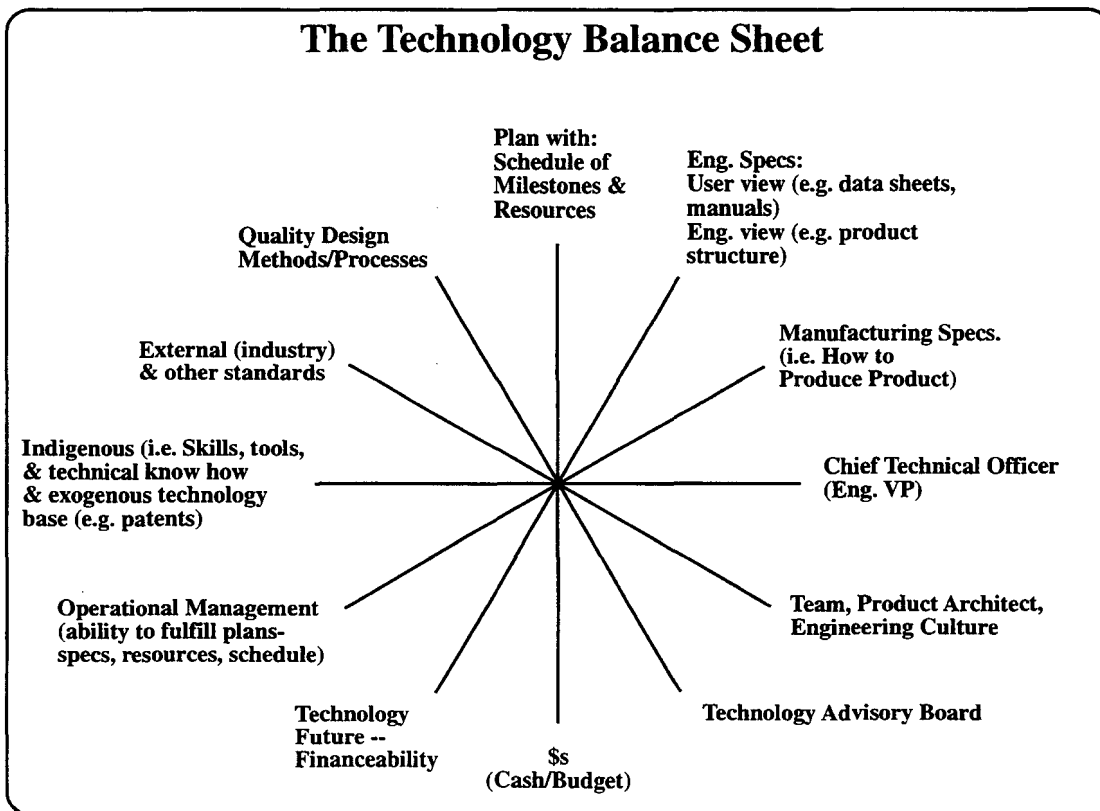 The Technology Balance Sheet
Plan with:
Schedule of
Milestones &
Resources
Eng. Specs:
User view (e.g. data sheets,
manuals)
Eng. view (e.g. product
structure)
Manufacturing Specs.
(i.e. How to
Produce Product)
Chief Technical Officer
(Eng. VP)
Team, Product Architect,
Engineering Culture
Technology Advisory Board
$s
(Cash/Budget)
Technology
Future --
Financeability
Operational Management
(ability to fulfill plans-
specs, resources, schedule)
Indigenous (i.e. Skills, tools,
& technical know how
& exogenous technology
base (e.g. patents)
External (industry)
& other standards
Quality Design
Methods/Processes